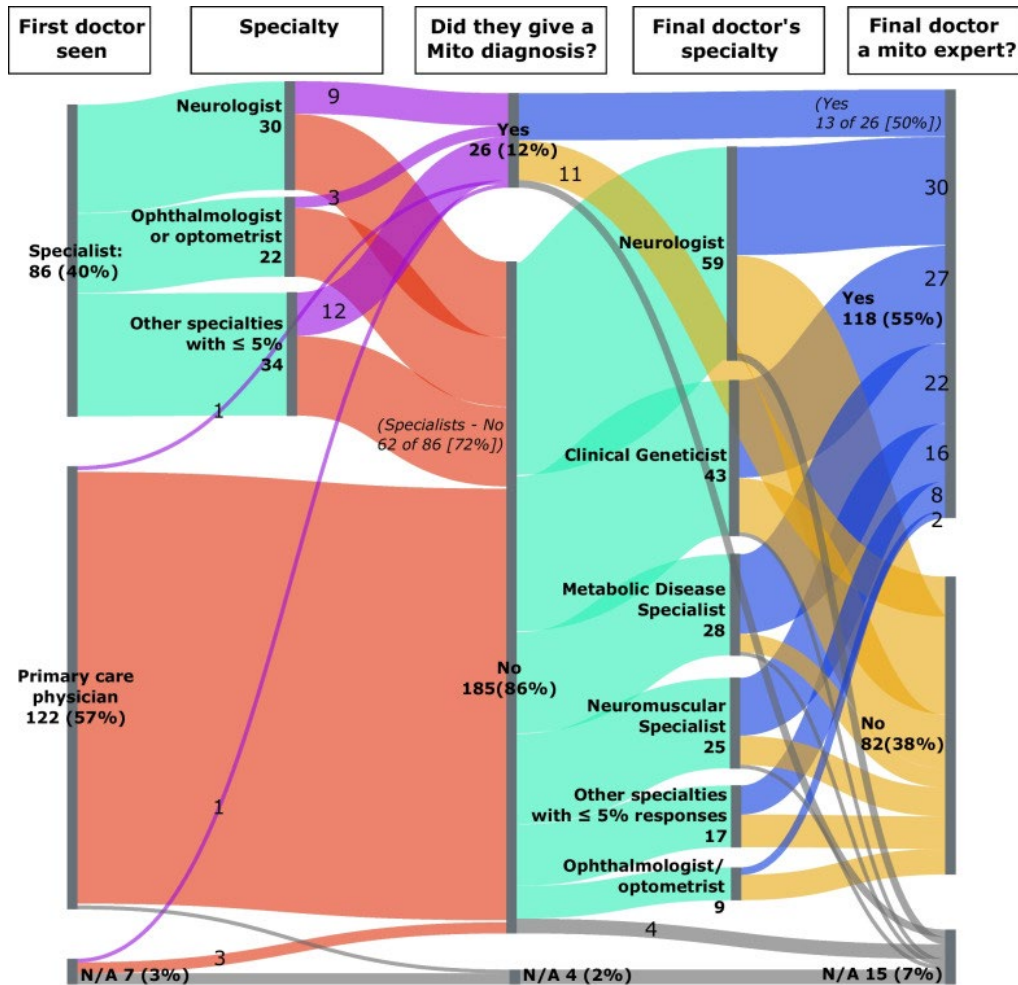 First doctor
seen
Specialty
Did they give a
Mito diagnosis?
Final doctor's
specialty
Final doctor
a mito expert?
Specialist:
86 (40%)
Primary care
physician
122 (57%)
N/A 7 (3%)
Neurologist
30
Ophthalmologist
or optometrist
22
Other specialties
with ≤ 5%
34
9
3
12
1
1
3
Yes
26 (12%)
(Specialists - No
62 of 86 [72%])
No
185(86%)
N/A 4 (2%)
11
4
Neurologist
59
Clinical Geneticist
43
Metabolic Disease
Specialist
28
Neuromuscular
Specialist
25
Other specialties
with ≤ 5% responses
17
Ophthalmologist/
optometrist
9
(Yes
13 of 26 [50%])
30
27
Yes
118 (55%)
22
16
8
2
No
82(38%)
N/A 15 (7%)